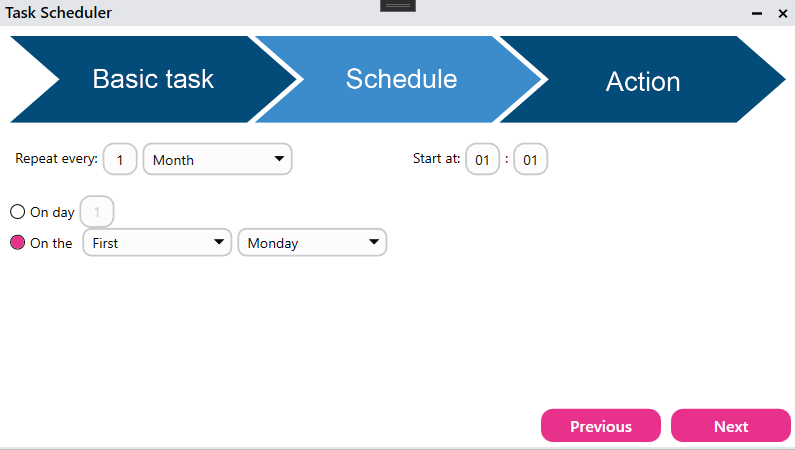 Task Scheduler
Basic task Schedule Action
Repeat every: 1 Month Start at: 01 : 01
On day 1
On the First Monday
Previous Next